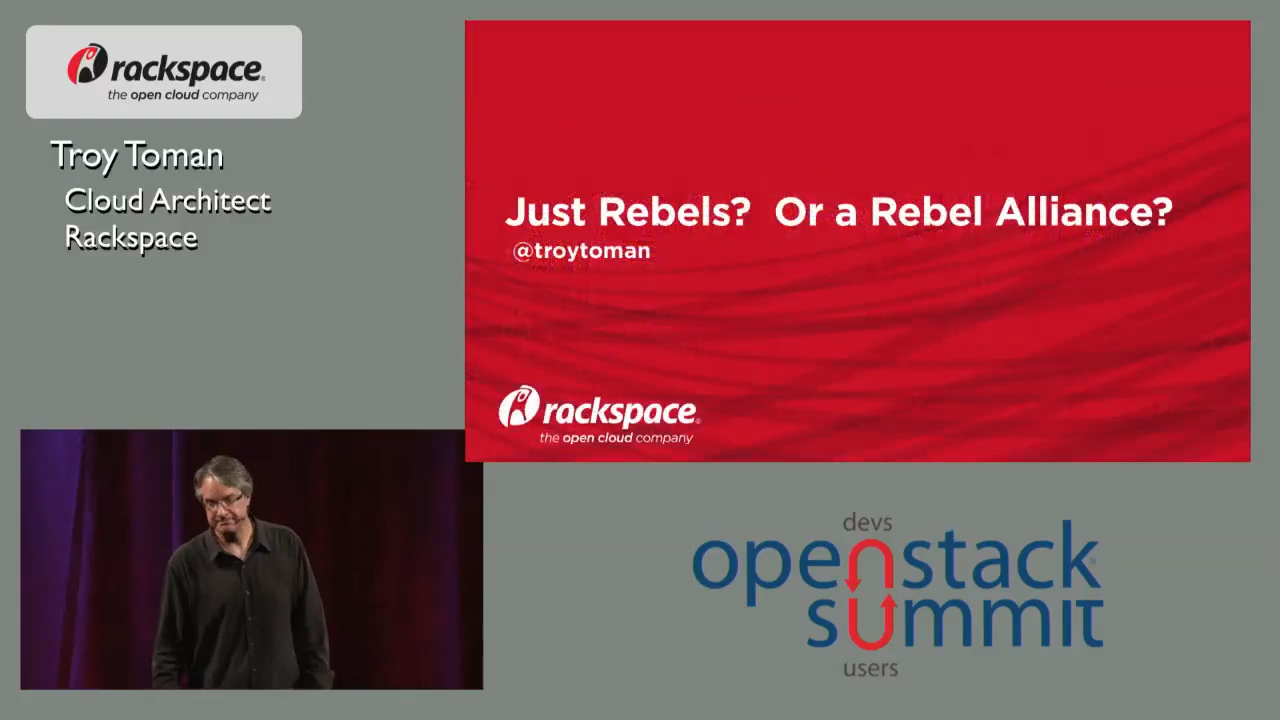 rackspace®
the open cloud company
Troy Toman
Cloud Architect
Rackspace
Just Rebels? Or a Rebel Alliance?
@troytoman
rackspace®
the open cloud company
devs
openstack
summit
users